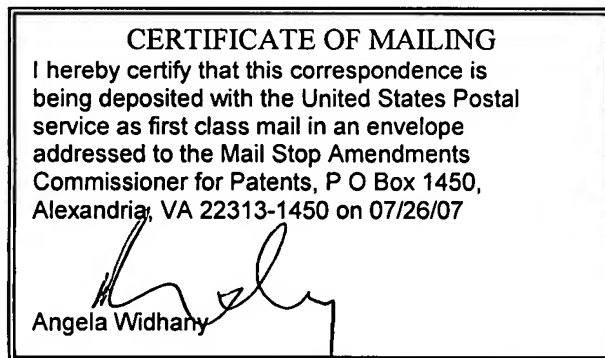 CERTIFICATE OF MAILING
I hereby certify that this correspondence is
being deposited with the United States Postal
service as first class mail in an envelope
addressed to the Mail Stop Amendments
Commissioner for Patents, P O Box 1450,
Alexandria, VA 22313-1450 on 07/26/07
Angela Widhany